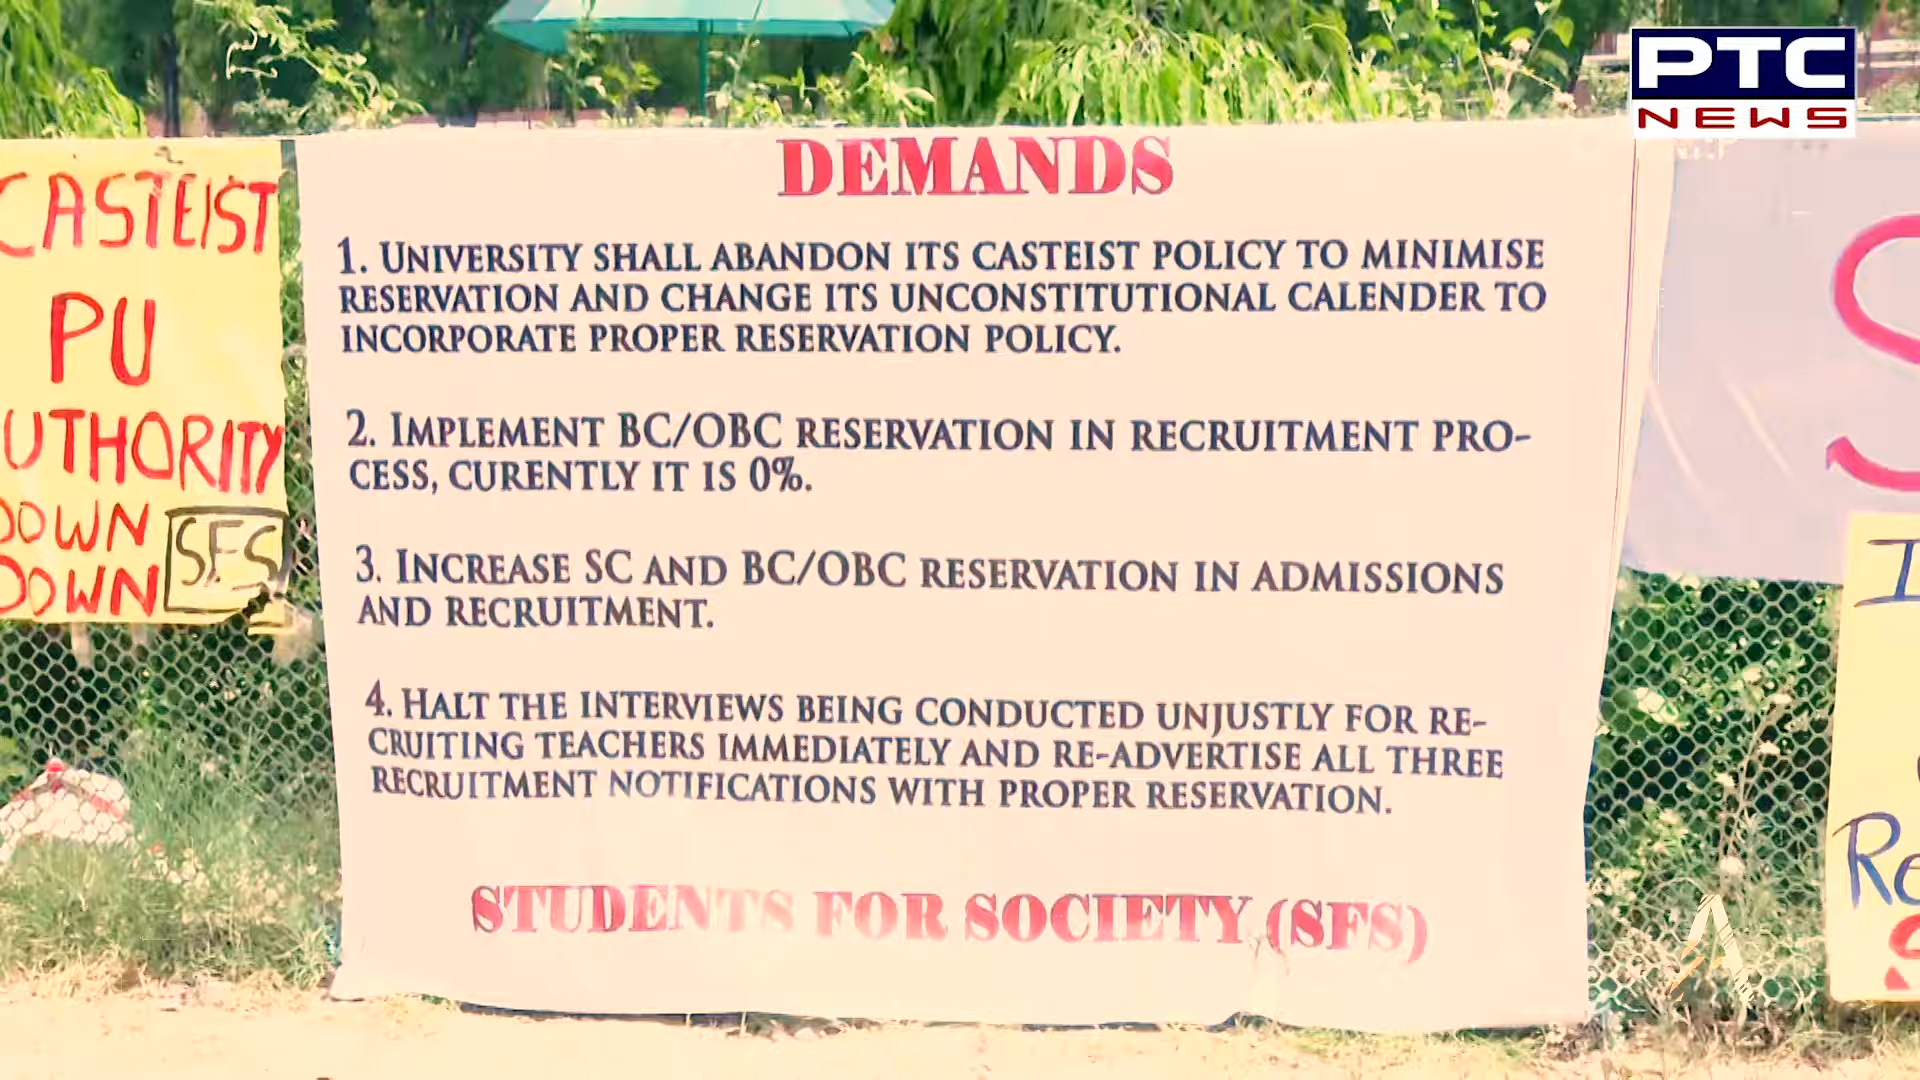 PTC
NEWS
CASTEIST
PU
UTHORITY
DOWN
DOWN
SFS
DEMANDS
1. UNIVERSITY SHALL ABANDON ITS CASTEIST POLICY TO MINIMISE
RESERVATION AND CHANGE ITS UNCONSTITUTIONAL CALENDER TO
INCORPORATE PROPER RESERVATION POLICY.
2. IMPLEMENT BC/OBC RESERVATION IN RECRUITMENT PRO-
CESS, CURENTLY IT IS 0%.
3. INCREASE SC AND BC/OBC RESERVATION IN ADMISSIONS
AND RECRUITMENT.
4. HALT THE INTERVIEWS BEING CONDUCTED UNJUSTLY FOR RE-
CRUITING TEACHERS IMMEDIATELY AND RE-ADVERTISE ALL THREE
RECRUITMENT NOTIFICATIONS WITH PROPER RESERVATION.
STUDENTS FOR SOCIETY (SFS)